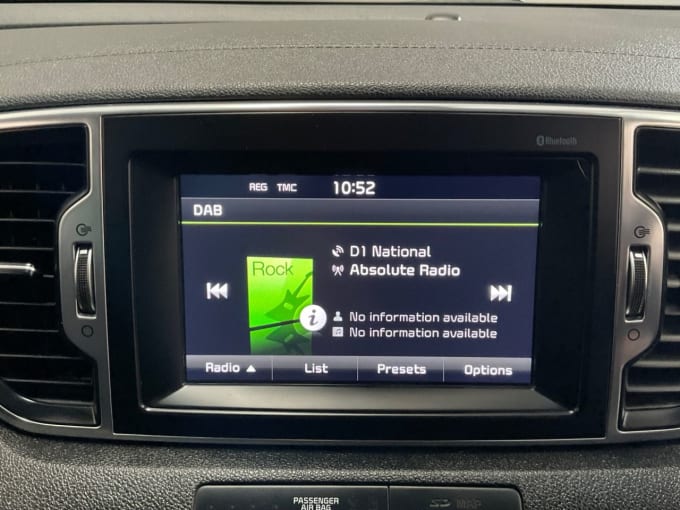 Bluetooth
REG TMC 10:52
DAB
Rock
D1 National
Absolute Radio
i
No information available
No information available
Radio List Presets Options
PASSENGER
AIR BAG
SD